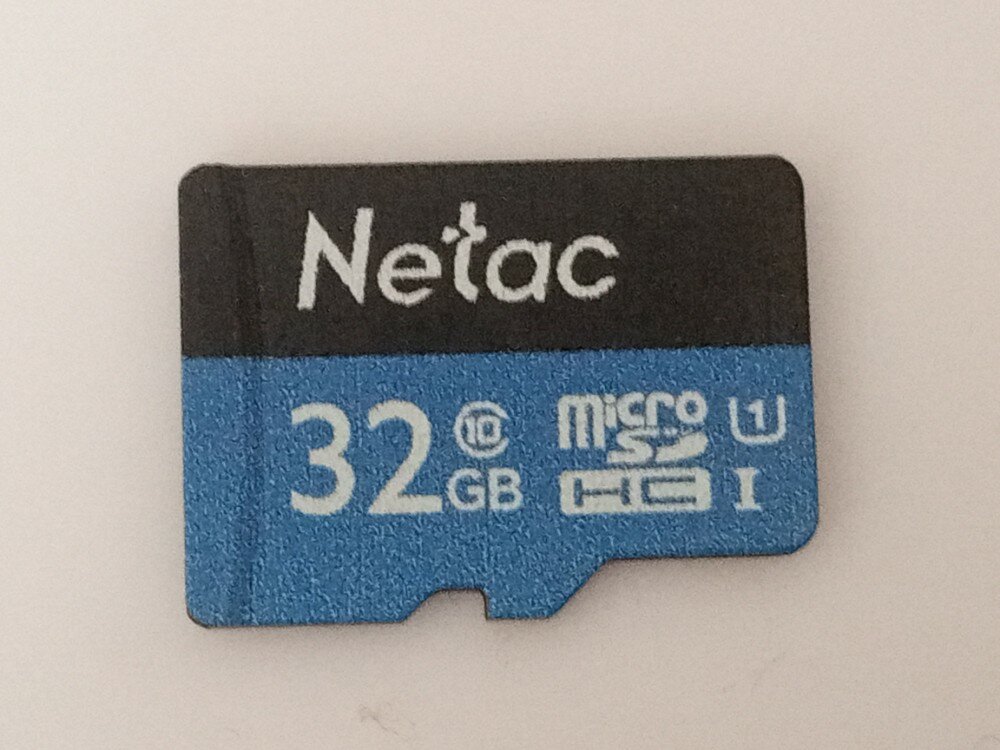 Netac
32 GB 10 micro SD HC U1 I